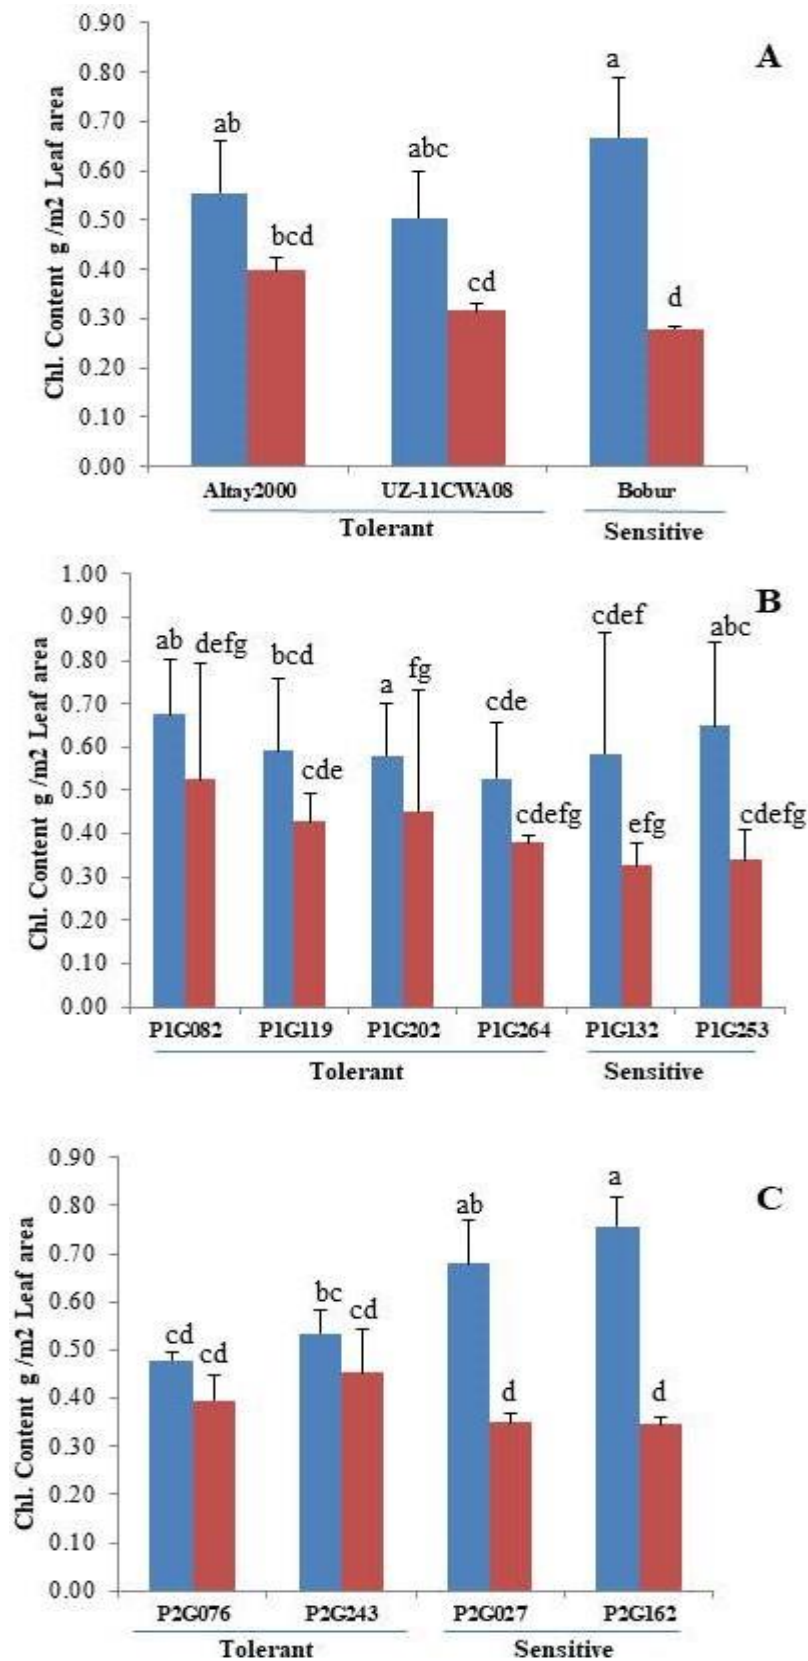 A
Chl. Content g /m2 Leaf area
0.90
0.80
0.70
0.60
0.50
0.40
0.30
0.20
0.10
0.00
ab
bcd
abc
cd
a
d
Altay2000 UZ-11CWA08 Bobur
Tolerant Sensitive
B
Chl. Content g /m2 Leaf area
1.00
0.90
0.80
0.70
0.60
0.50
0.40
0.30
0.20
0.10
0.00
ab
defg
bcd
cde
a
fg
cde
cdefg
cdef
efg
abc
cdefg
P1G082 P1G119 P1G202 P1G264 P1G132 P1G253
Tolerant Sensitive
C
Chl. Content g /m2 Leaf area
0.90
0.80
0.70
0.60
0.50
0.40
0.30
0.20
0.10
0.00
cd
cd
bc
cd
ab
d
a
d
P2G076 P2G243 P2G027 P2G162
Tolerant Sensitive